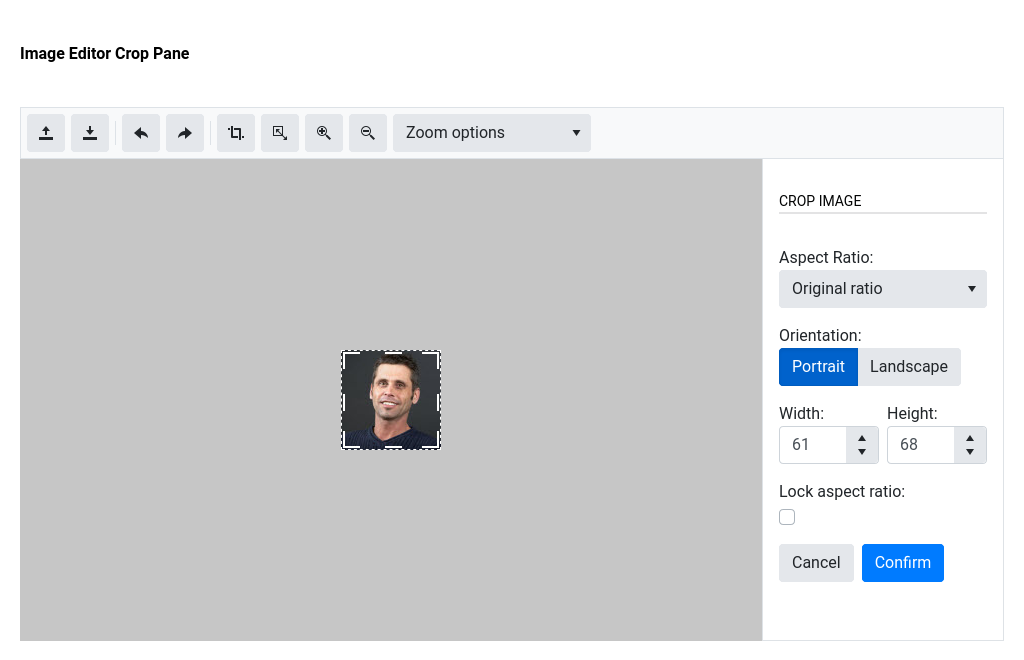 Image Editor Crop Pane
Zoom options
CROP IMAGE
Aspect Ratio:
Original ratio
Orientation:
Portrait Landscape
Width: Height:
61 68
Lock aspect ratio:
Cancel Confirm